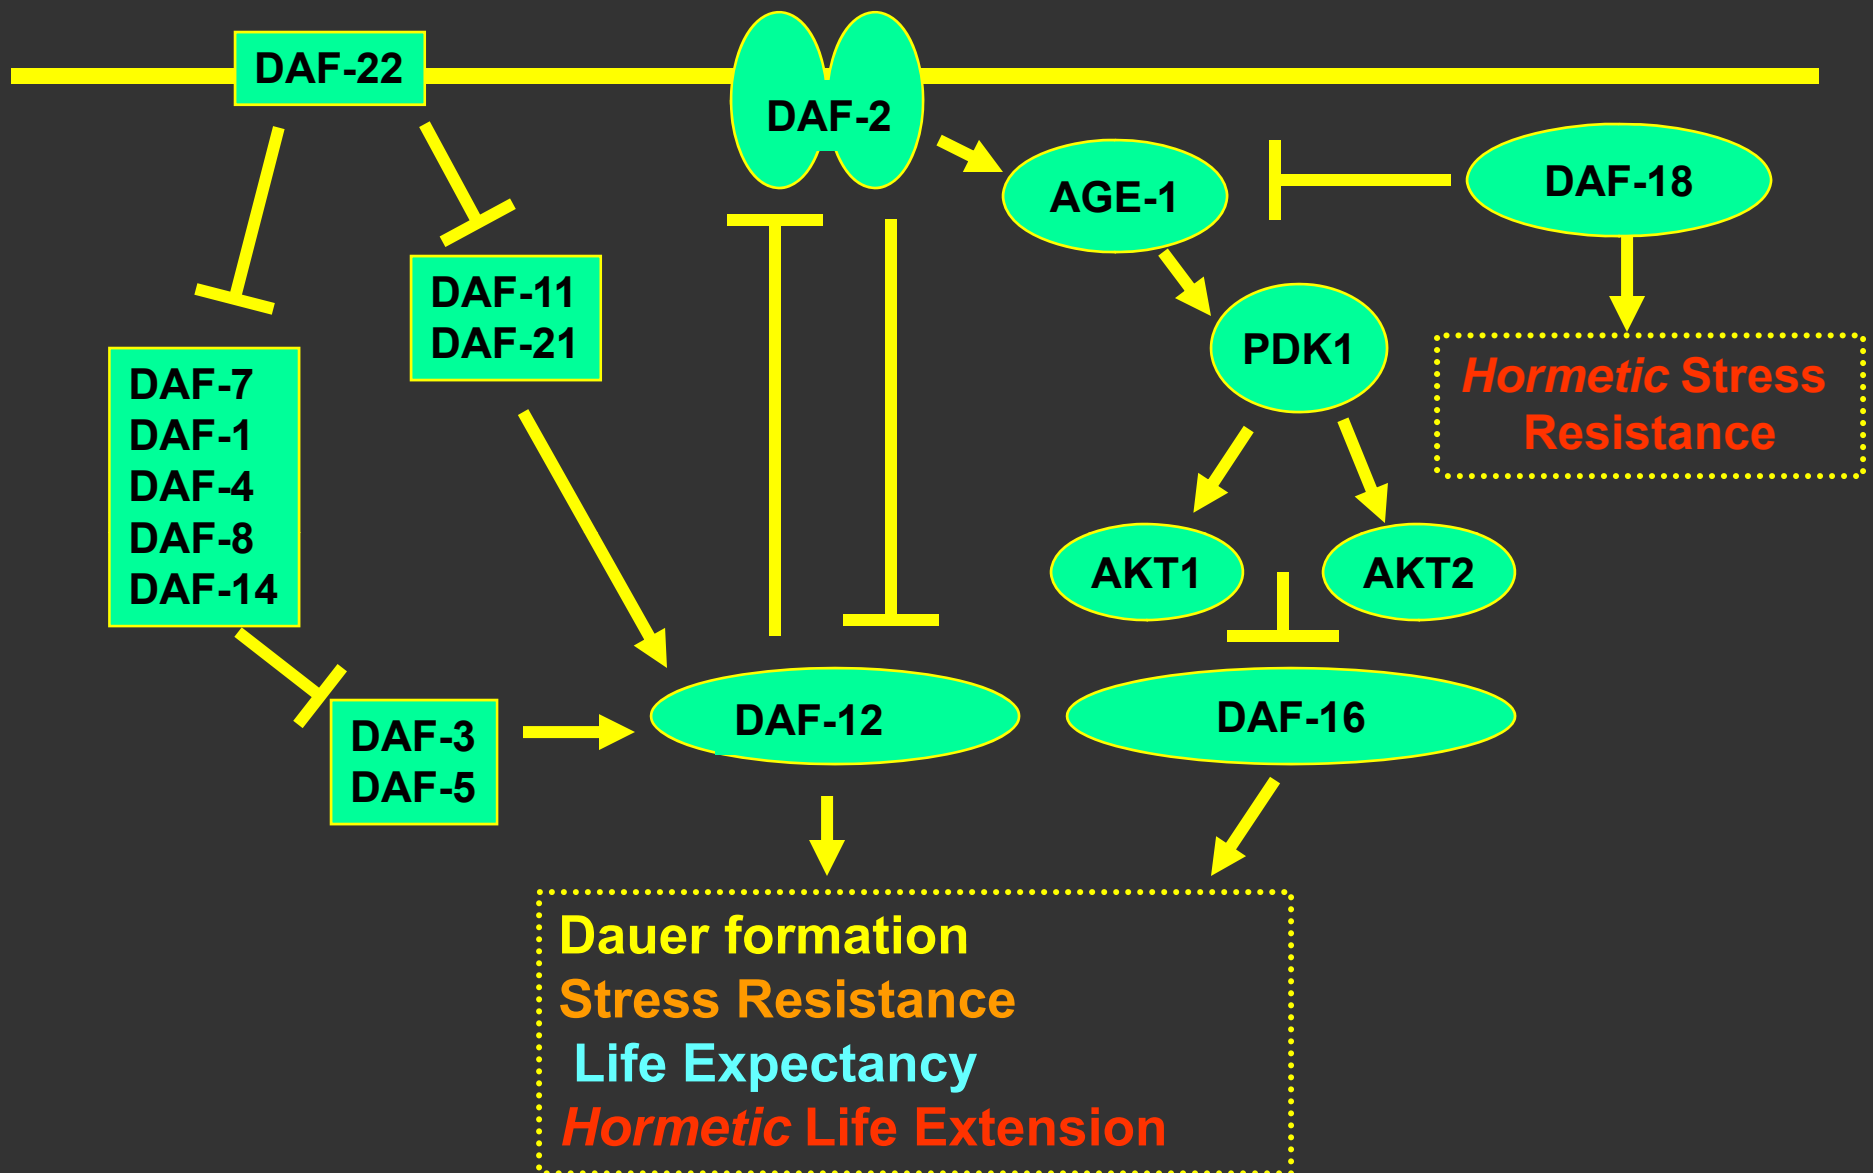 DAF-22
DAF-2
AGE-1
DAF-18
DAF-11
DAF-21
PDK1
Hormetic Stress
Resistance
DAF-7
DAF-1
DAF-4
DAF-8
DAF-14
AKT1
AKT2
DAF-3
DAF-5
DAF-12
DAF-16
Dauer formation
Stress Resistance
Life Expectancy
Hormetic Life Extension